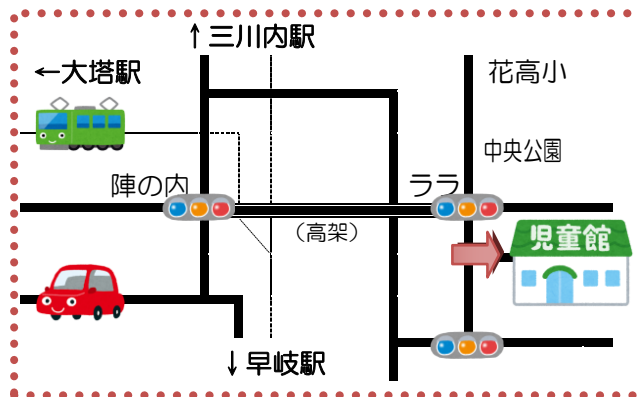 ↑三川内駅
←大塔駅
花高小
中央公園
陣の内
ララ
（高架）
児童館
↓早岐駅